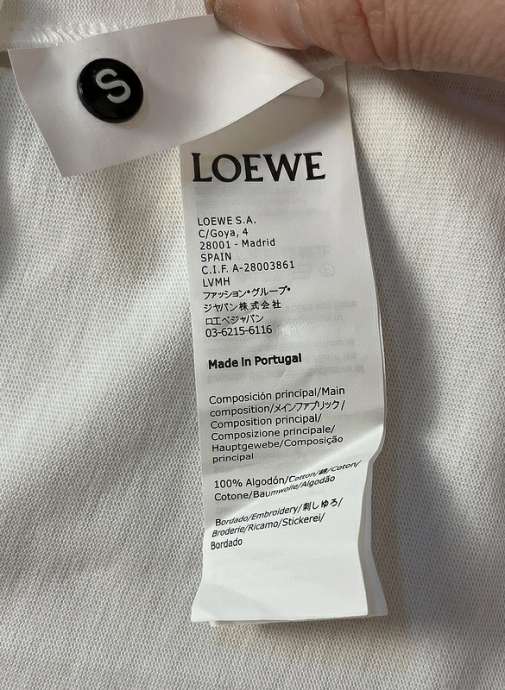 S
LOEWE
LOEWE S.A.
C/Goya, 4
28001 - Madrid
SPAIN
C.I.F. A-28003861
LVMH
ファッション・グループ・
ジャパン株式会社
ロエベジャパン
03-6215-6116
Made in Portugal
Composición principal/Main
composition/メインファブリック/
Composition principal/
Composizione principale/
Hauptgewebe/Composição
principal
100% Algodón/Cotton/綿/Coton/
Cotone/Baumwolle/Algodão
Bordado/Embroidery/刺しゅう/
Broderie/Ricamo/Stickerei/
Bordado